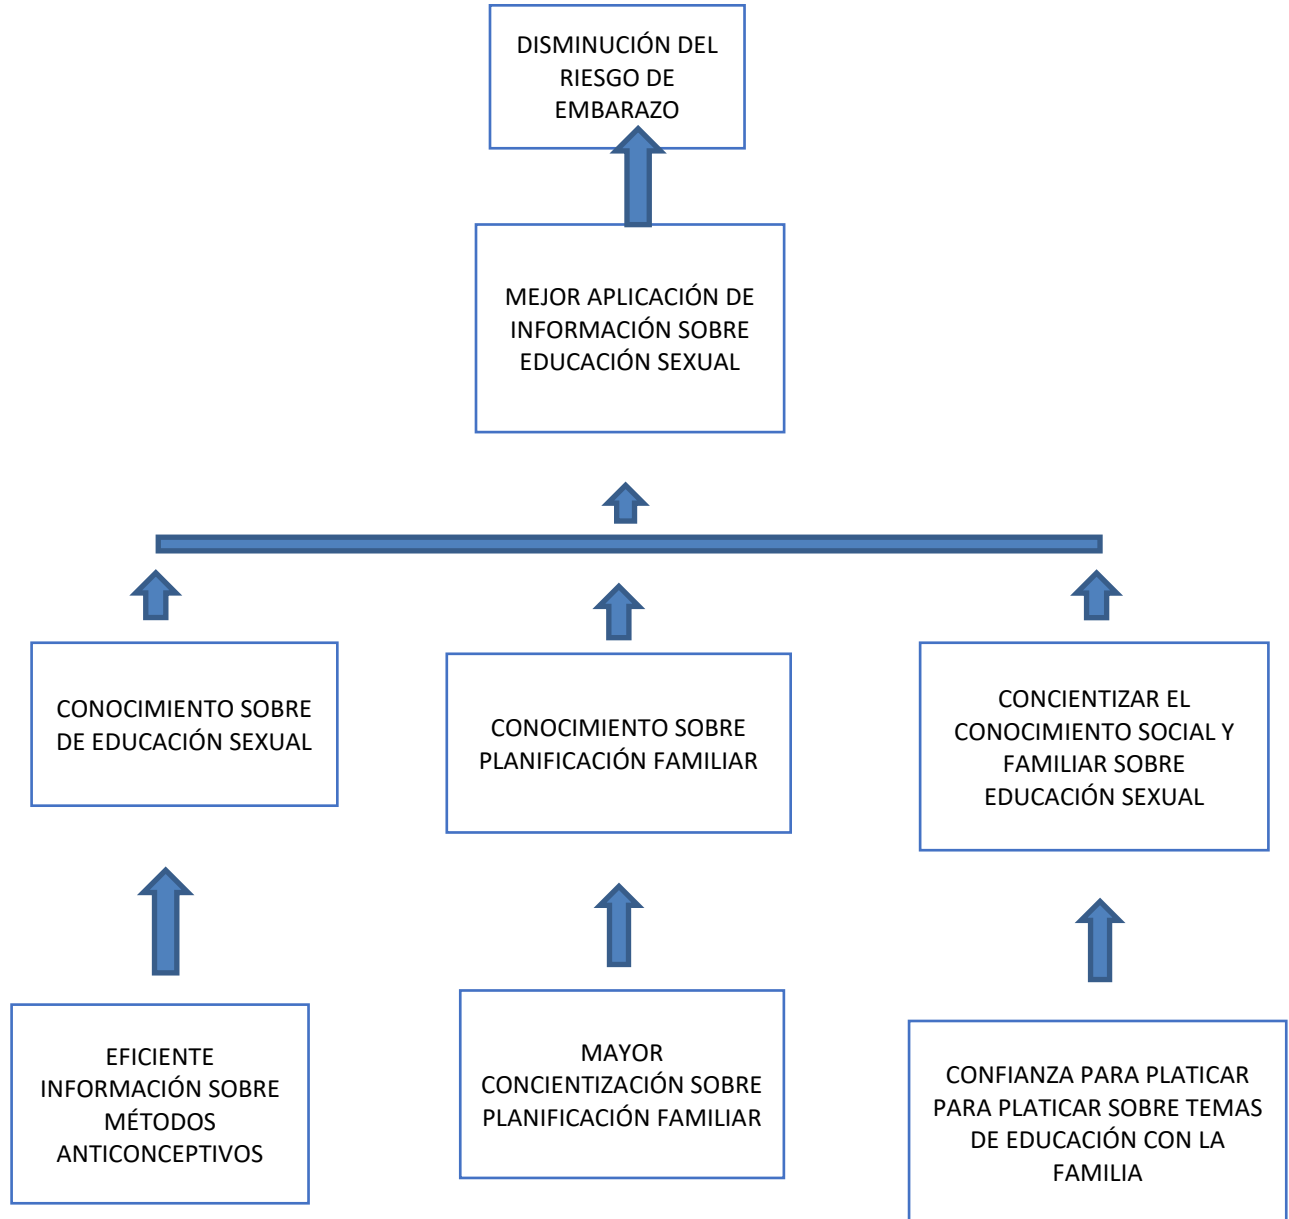 DISMINUCIÓN DEL
RIESGO DE
EMBARAZO
MEJOR APLICACIÓN DE
INFORMACIÓN SOBRE
EDUCACIÓN SEXUAL
CONOCIMIENTO SOBRE
DE EDUCACIÓN SEXUAL
CONOCIMIENTO SOBRE
PLANIFICACIÓN FAMILIAR
CONCIENTIZAR EL
CONOCIMIENTO SOCIAL Y
FAMILIAR SOBRE
EDUCACIÓN SEXUAL
EFICIENTE
INFORMACIÓN SOBRE
MÉTODOS
ANTICONCEPTIVOS
MAYOR
CONCIENTIZACIÓN SOBRE
PLANIFICACIÓN FAMILIAR
CONFIANZA PARA PLATICAR
PARA PLATICAR SOBRE TEMAS
DE EDUCACIÓN CON LA
FAMILIA